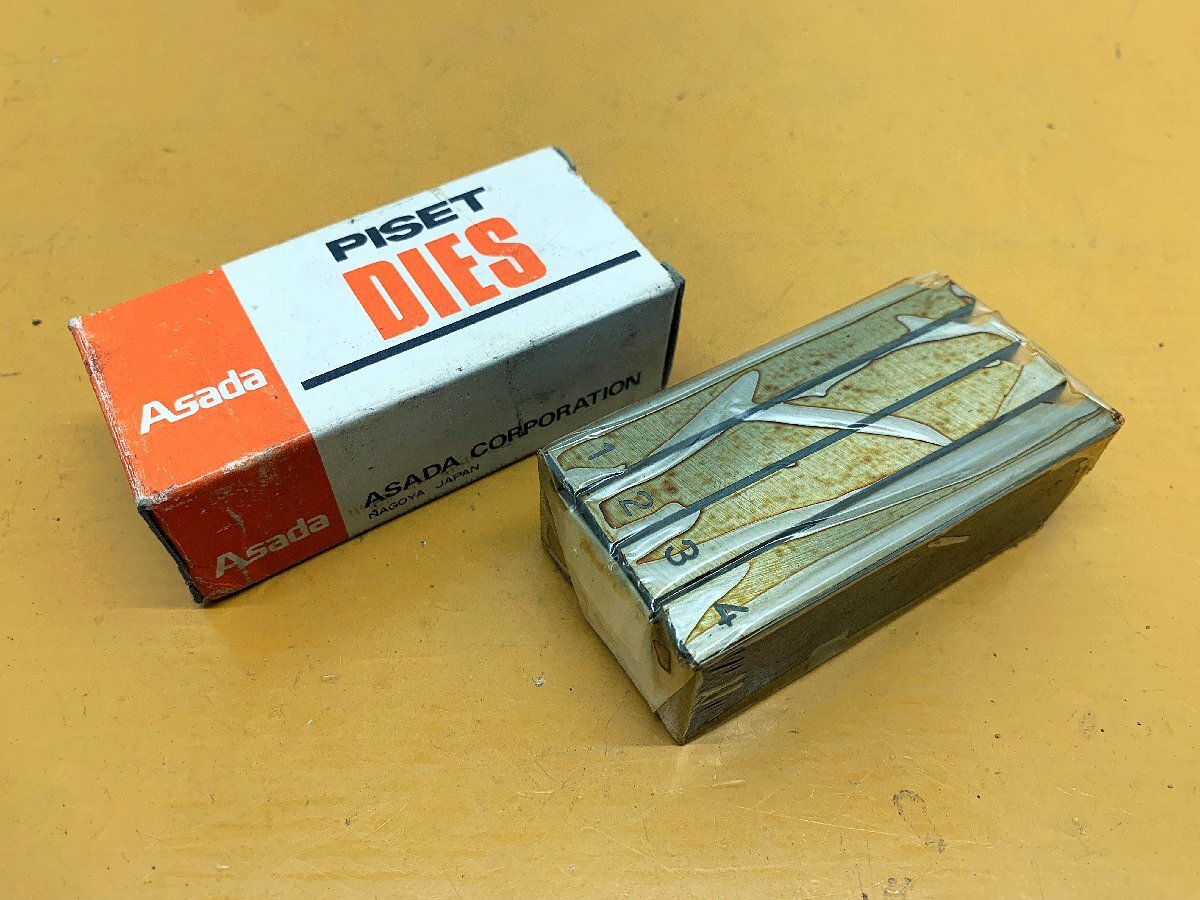 PISET
DIES
Asada
ASADA CORPORATION
NAGOYA JAPAN
Asada
1
2
3
4